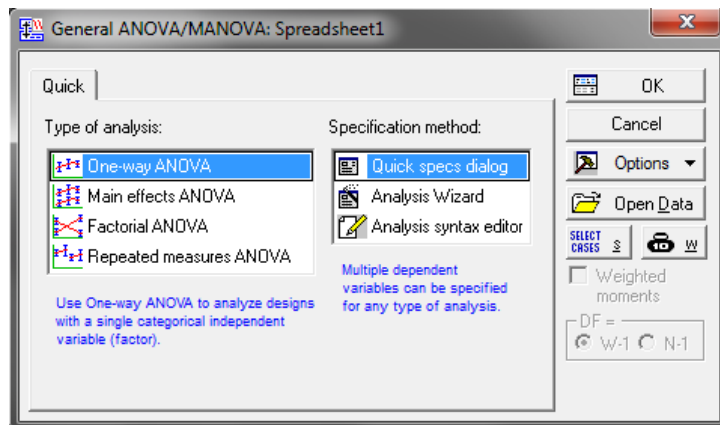 General ANOVA/MANOVA: Spreadsheet1
Quick
Type of analysis:
One-way ANOVA
Main effects ANOVA
Factorial ANOVA
Repeated measures ANOVA
Use One-way ANOVA to analyze designs
with a single categorical independent
variable (factor).
Specification method:
Quick specs dialog
Analysis Wizard
Analysis syntax editor
Multiple dependent
variables can be specified
for any type of analysis.
OK
Cancel
Options
Open Data
SELECT
CASES S W
Weighted
moments
DF =
W-1 N-1